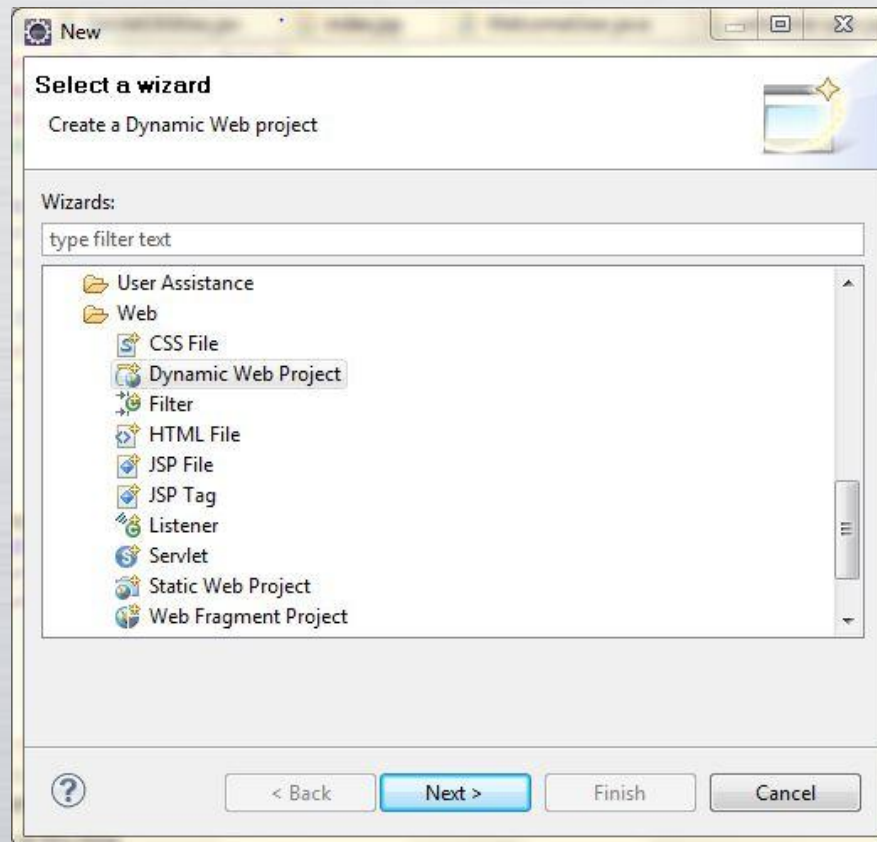 New
Select a wizard
Create a Dynamic Web project
Wizards:
type filter text
User Assistance
Web
CSS File
Dynamic Web Project
Filter
HTML File
JSP File
JSP Tag
Listener
Servlet
Static Web Project
Web Fragment Project
? < Back Next > Finish Cancel